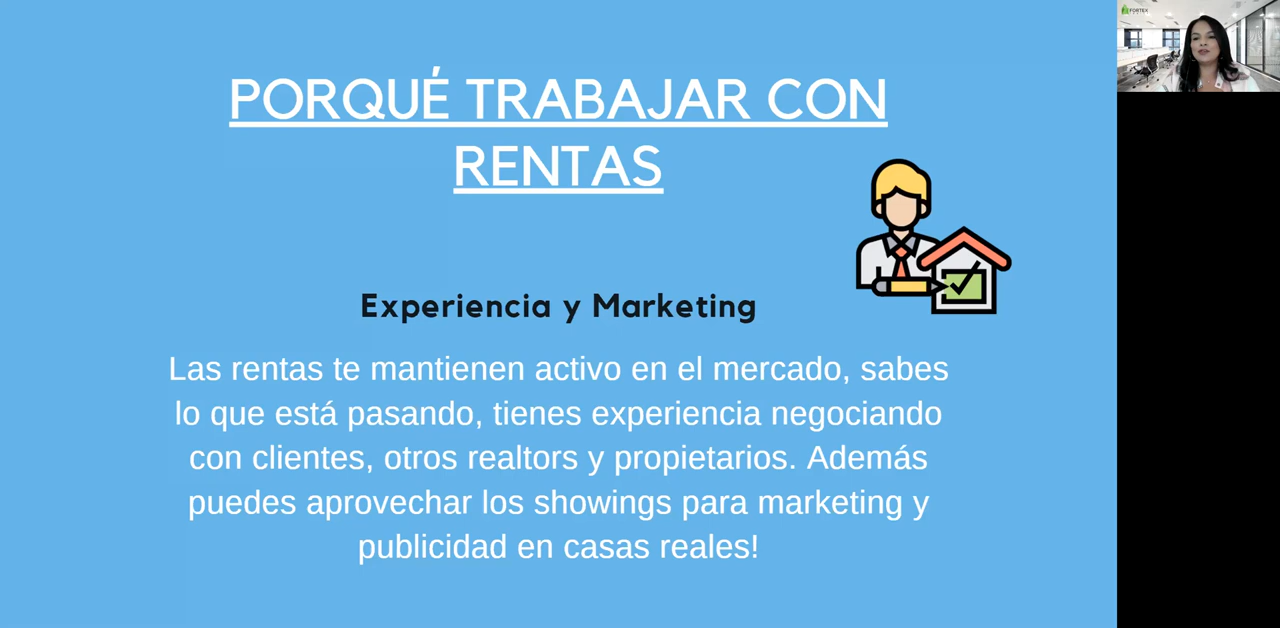 PORQUÉ TRABAJAR CON
RENTAS
Experiencia y Marketing
Las rentas te mantienen activo en el mercado, sabes
lo que está pasando, tienes experiencia negociando
con clientes, otros realtors y propietarios. Además
puedes aprovechar los showings para marketing y
publicidad en casas reales!
FORTEX